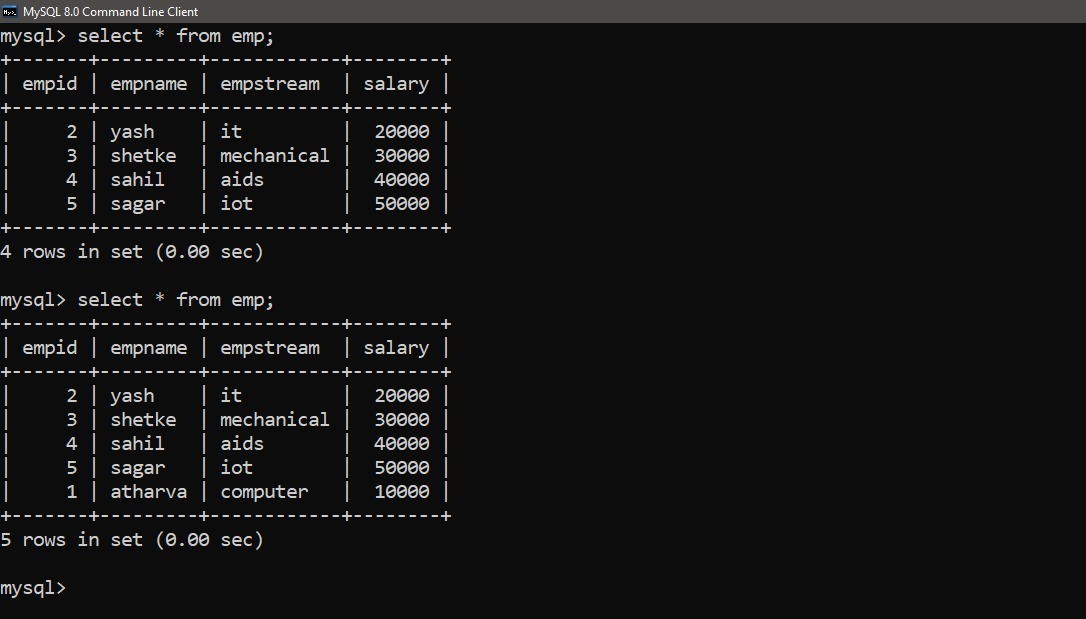 MySQL 8.0 Command Line Client
mysql> select * from emp;
+-------+---------+------------+--------+
| empid | empname | empstream  | salary |
+-------+---------+------------+--------+
|     2 | yash    | it         |  20000 |
|     3 | shetke  | mechanical |  30000 |
|     4 | sahil   | aids       |  40000 |
|     5 | sagar   | iot        |  50000 |
+-------+---------+------------+--------+
4 rows in set (0.00 sec)

mysql> select * from emp;
+-------+---------+------------+--------+
| empid | empname | empstream  | salary |
+-------+---------+------------+--------+
|     2 | yash    | it         |  20000 |
|     3 | shetke  | mechanical |  30000 |
|     4 | sahil   | aids       |  40000 |
|     5 | sagar   | iot        |  50000 |
|     1 | atharva | computer   |  10000 |
+-------+---------+------------+--------+
5 rows in set (0.00 sec)

mysql>